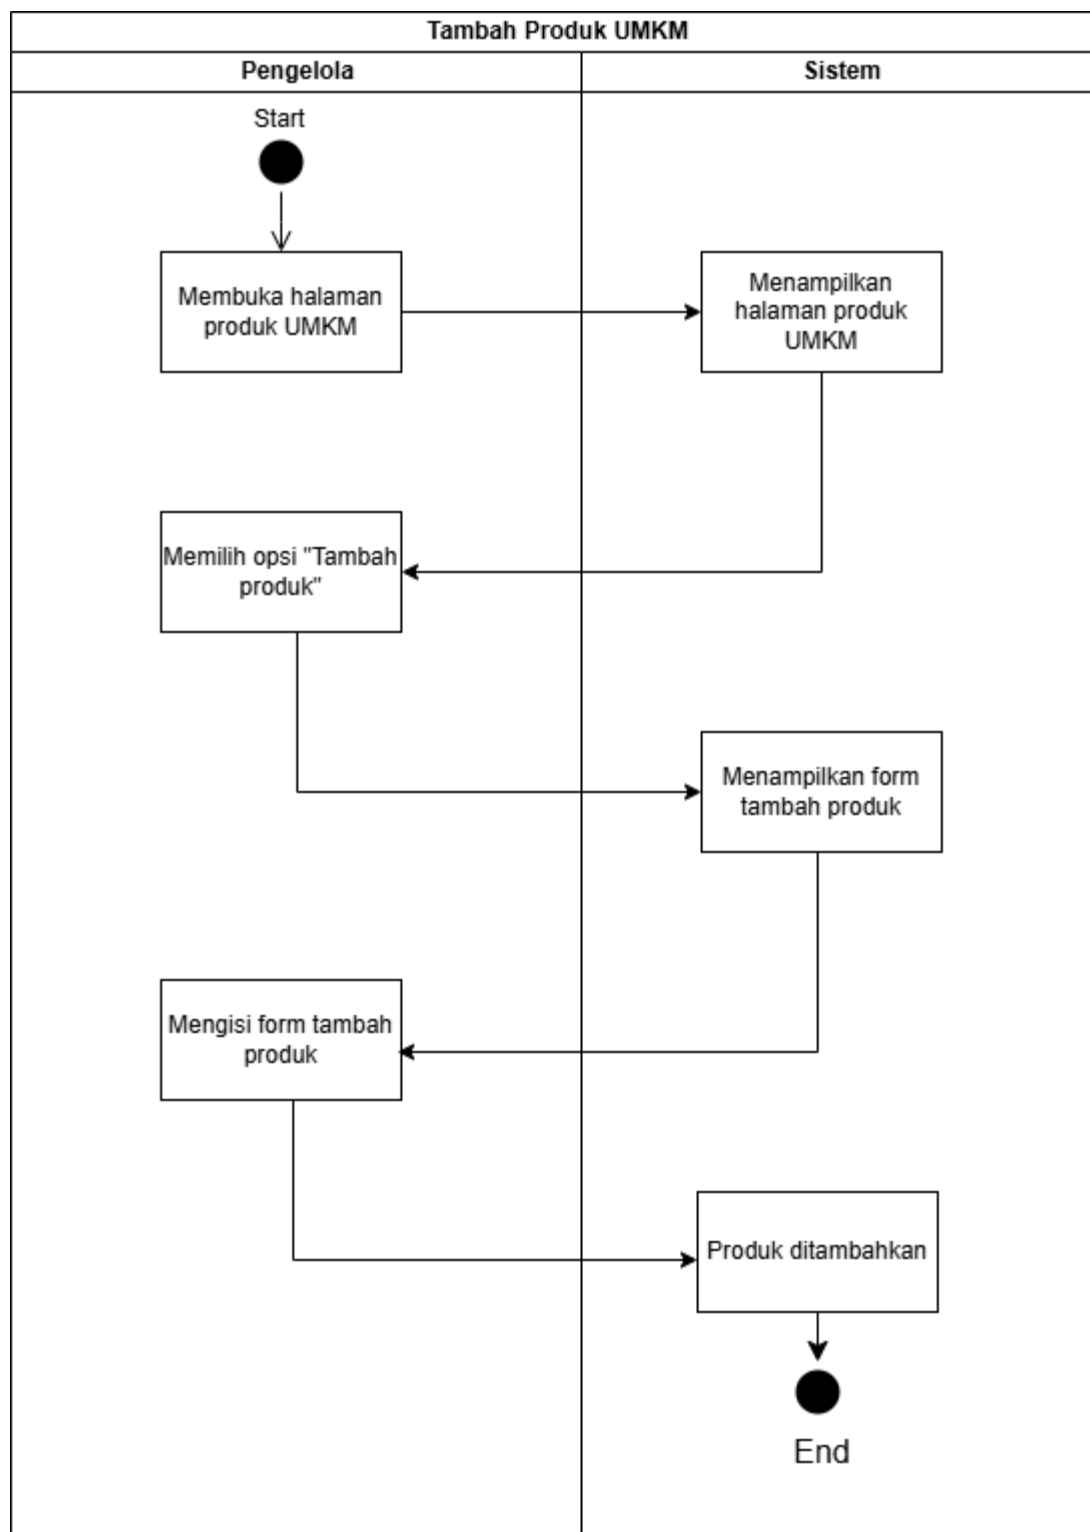 Tambah Produk UMKM
Pengelola
Sistem
Start
Membuka halaman
produk UMKM
Menampilkan
halaman produk
UMKM
Memilih opsi "Tambah
produk"
Menampilkan form
tambah produk
Mengisi form tambah
produk
Produk ditambahkan
End